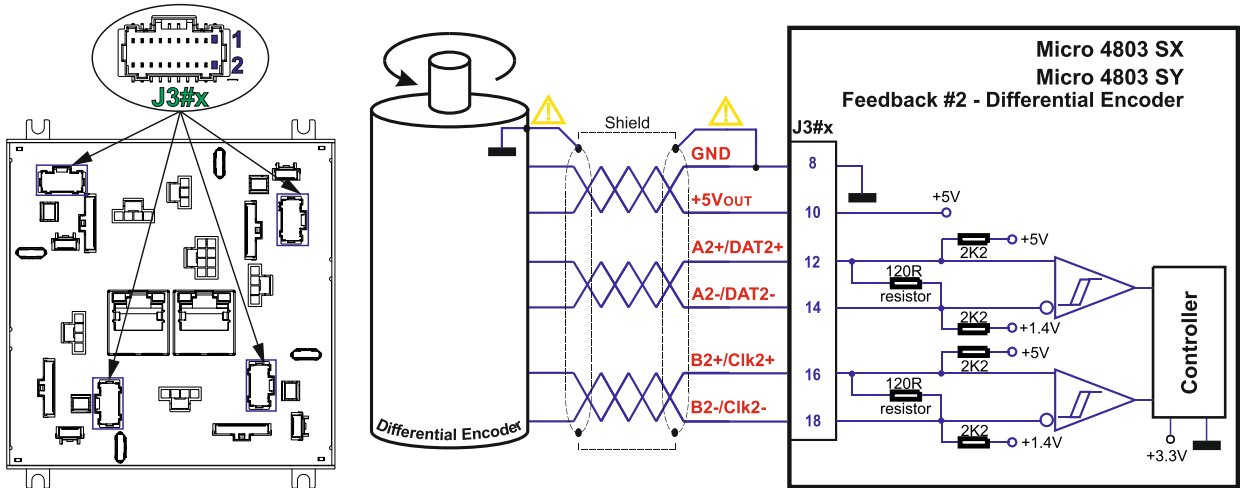 1
2
J3#x
Differential Encoder
Shield
GND
+5VOUT
A2+/DAT2+
A2-/DAT2-
B2+/Clk2+
B2-/Clk2-
Micro 4803 SX
Micro 4803 SY
Feedback #2 - Differential Encoder
J3#x
8
10
12
14
16
18
+5V
+5V
2K2
120R
resistor
2K2
+1.4V
+5V
2K2
120R
resistor
2K2
+1.4V
Controller
+3.3V